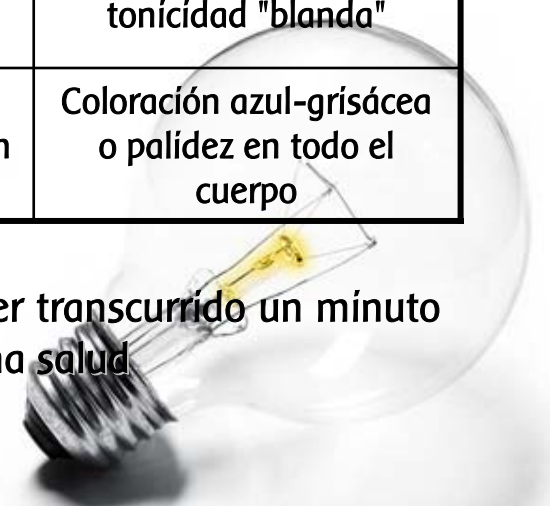 tonicidad "blanda"
Coloración azul-grisácea
o palidez en todo el
cuerpo
transcurrido un minuto
salud